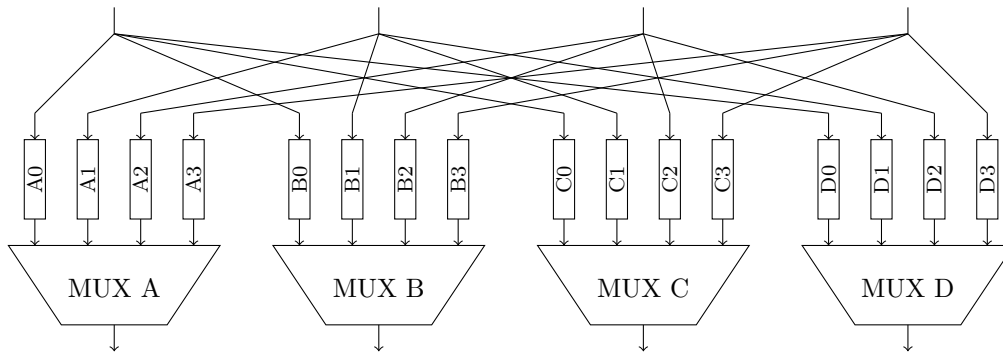 A0 A1 A2 A3 B0 B1 B2 B3 C0 C1 C2 C3 D0 D1 D2 D3
MUX A MUX B MUX C MUX D